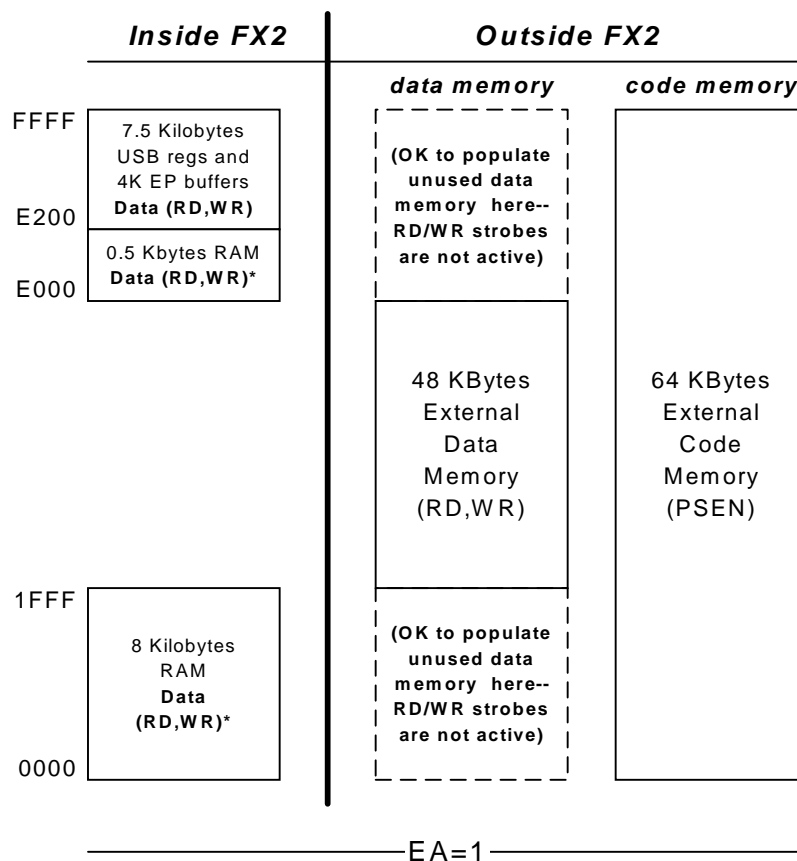 Inside FX2
Outside FX2
data memory
code memory
FFFF
7.5 Kilobytes
USB regs and
4K EP buffers
Data (RD,WR)
E200
0.5 Kbytes RAM
Data (RD,WR)*
E000
(OK to populate
unused data
memory here--
RD/WR strobes
are not active)
48 KBytes
External
Data
Memory
(RD,WR)
64 KBytes
External
Code
Memory
(PSEN)
1FFF
8 Kilobytes
RAM
Data
(RD,WR)*
0000
(OK to populate
unused data
memory here--
RD/WR strobes
are not active)
EA=1